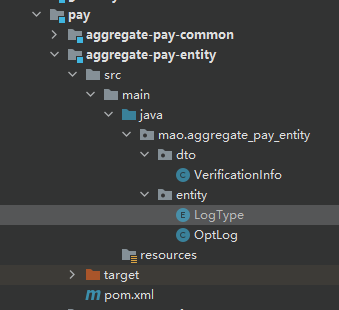 pay
aggregate-pay-common
aggregate-pay-entity
src
main
java
mao.aggregate_pay_entity
dto
C VerificationInfo
entity
E LogType
C OptLog
resources
target
pom.xml